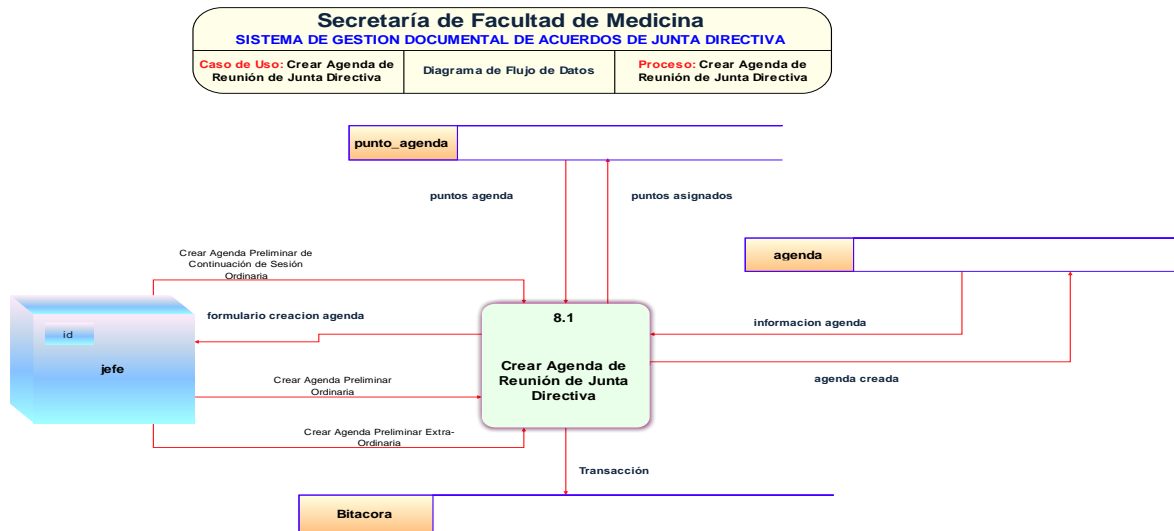 Secretaría de Facultad de Medicina
SISTEMA DE GESTION DOCUMENTAL DE ACUERDOS DE JUNTA DIRECTIVA
Caso de Uso: Crear Agenda de
Reunión de Junta Directiva
Diagrama de Flujo de Datos
Proceso: Crear Agenda de
Reunión de Junta Directiva
punto_agenda
puntos agenda
puntos asignados
agenda
Crear Agenda Preliminar de
Continuación de Sesión
Ordinaria
formulario creacion agenda
id
jefe
8.1
Crear Agenda de
Reunión de Junta
Directiva
informacion agenda
agenda creada
Crear Agenda Preliminar
Ordinaria
Crear Agenda Preliminar Extra-
Ordinaria
Transacción
Bitacora